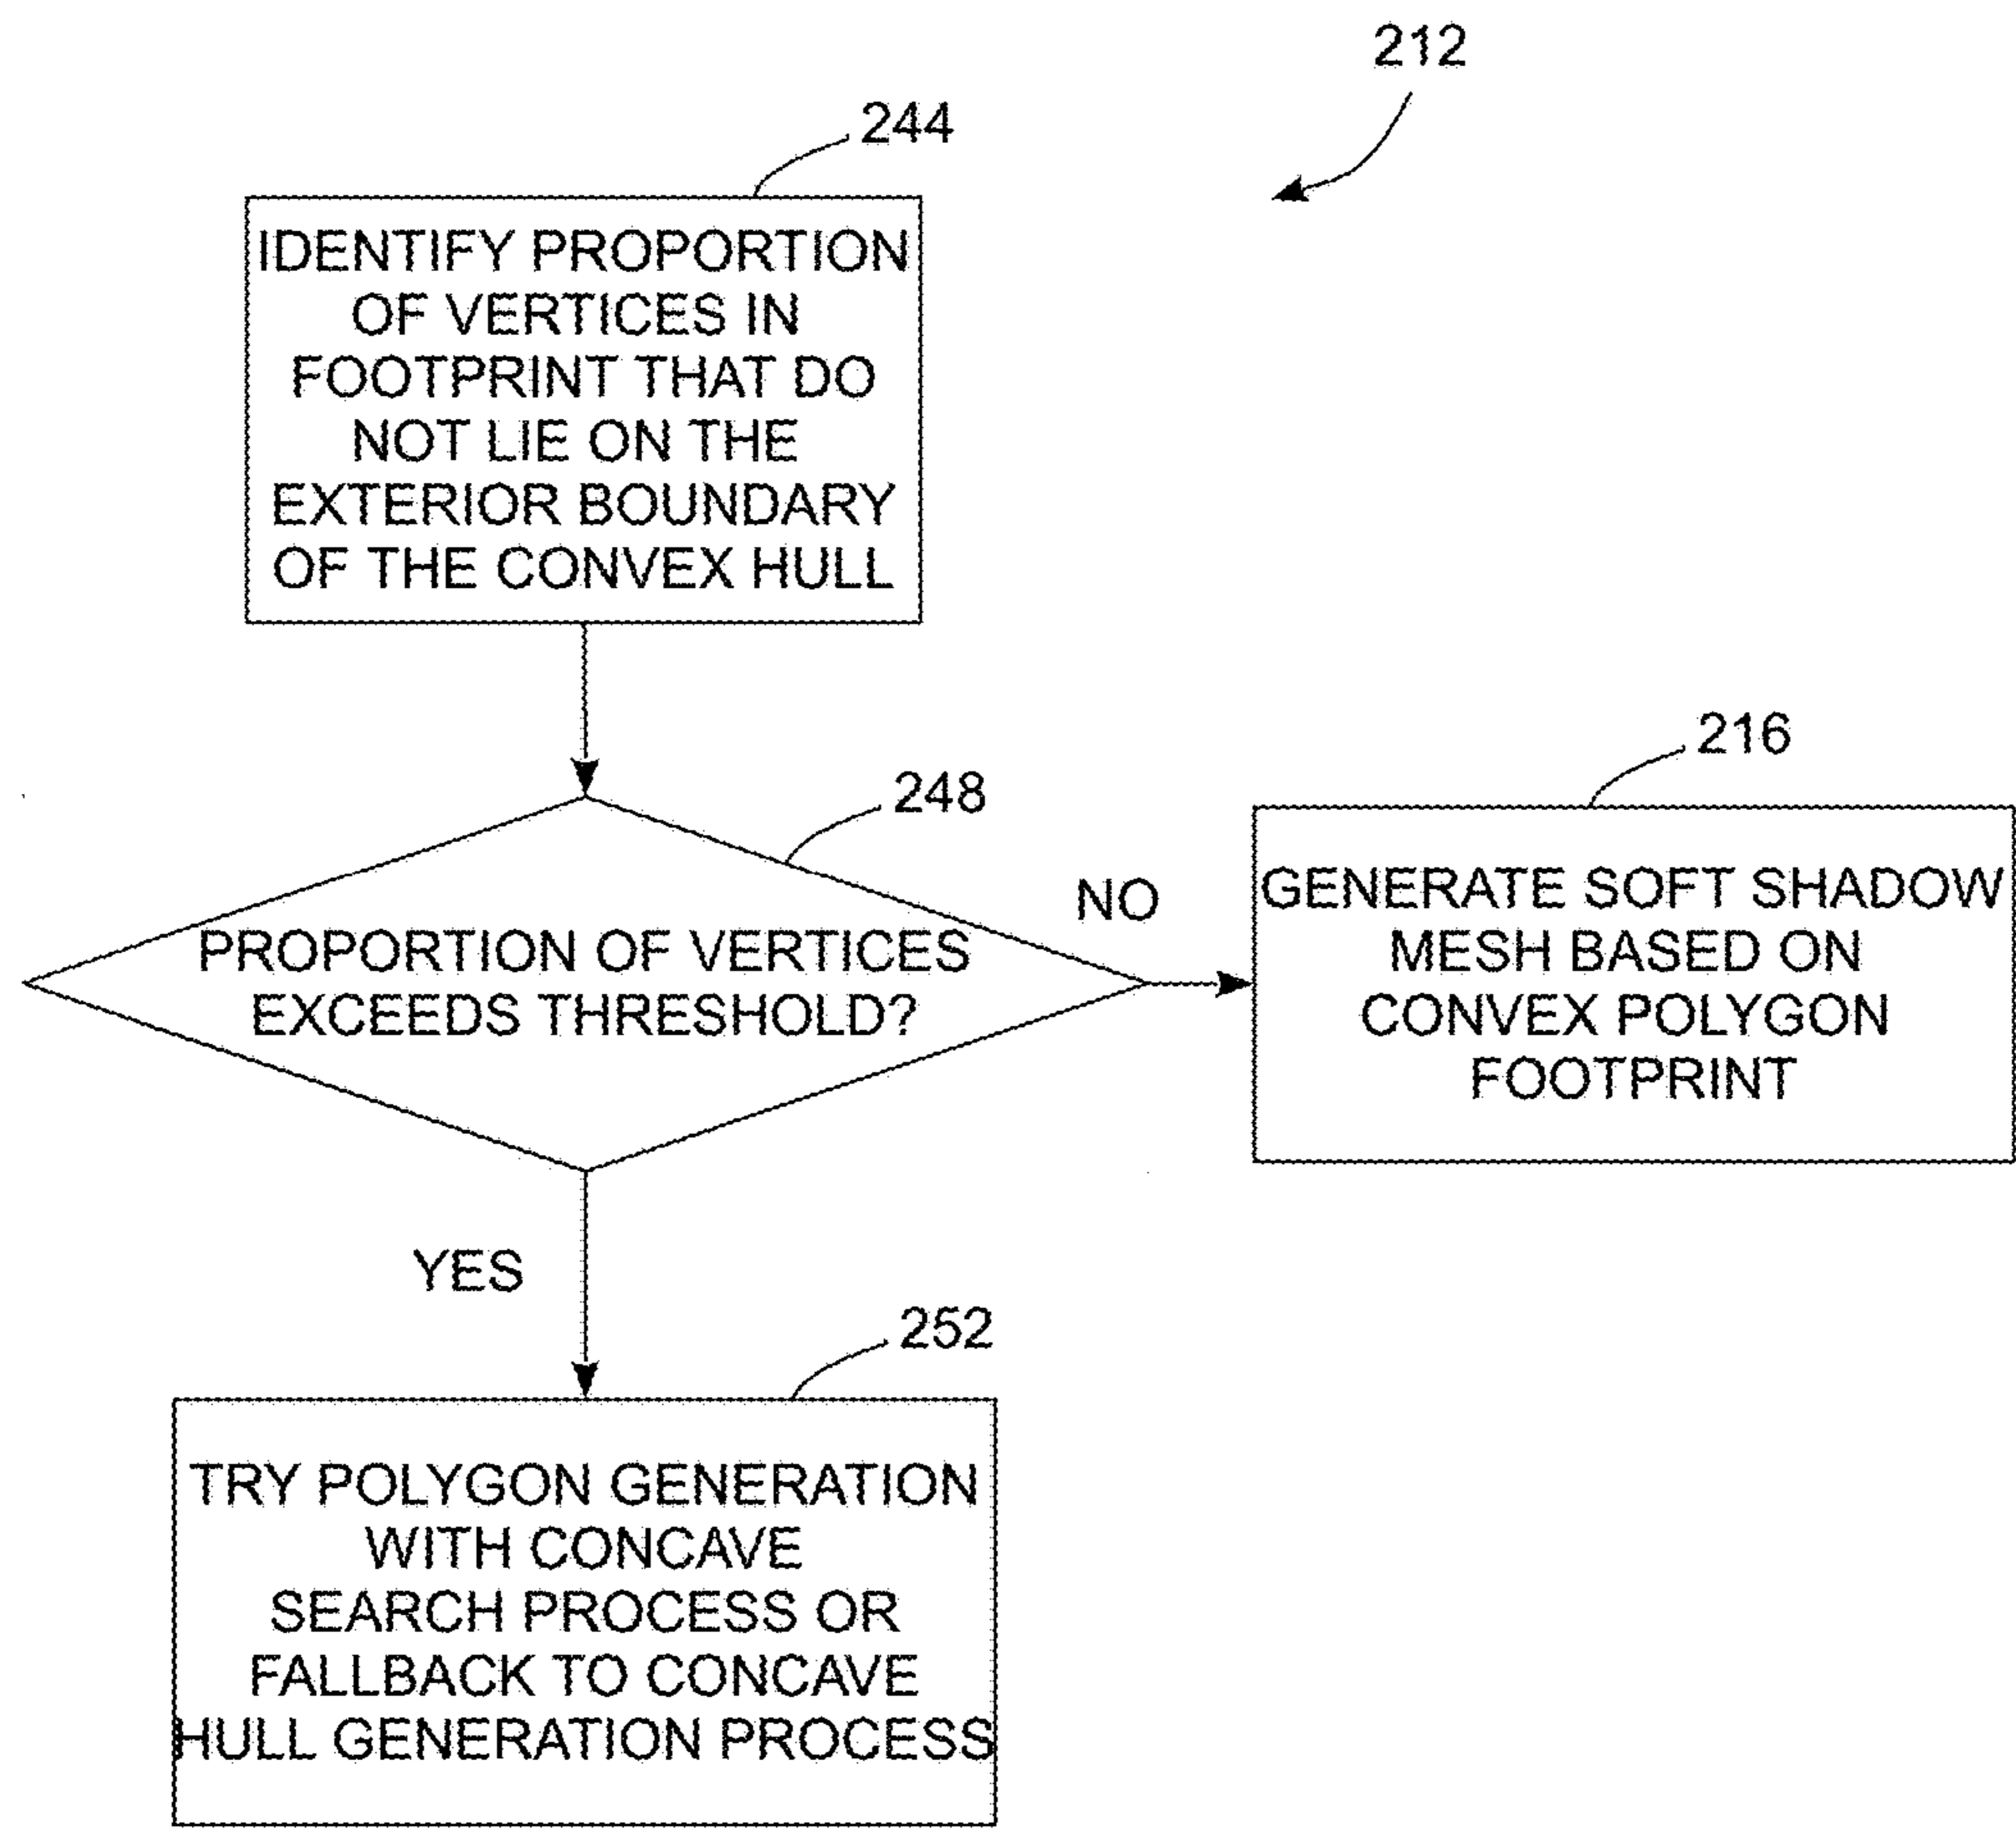 212
244
IDENTIFY PROPORTION
OF VERTICES IN
FOOTPRINT THAT DO
NOT LIE ON THE
EXTERIOR BOUNDARY
OF THE CONVEX HULL
248
PROPORTION OF VERTICES
EXCEEDS THRESHOLD?
NO
216
GENERATE SOFT SHADOW
MESH BASED ON
CONVEX POLYGON
FOOTPRINT
YES
252
TRY POLYGON GENERATION
WITH CONCAVE
SEARCH PROCESS OR
FALLBACK TO CONCAVE
HULL GENERATION PROCESS